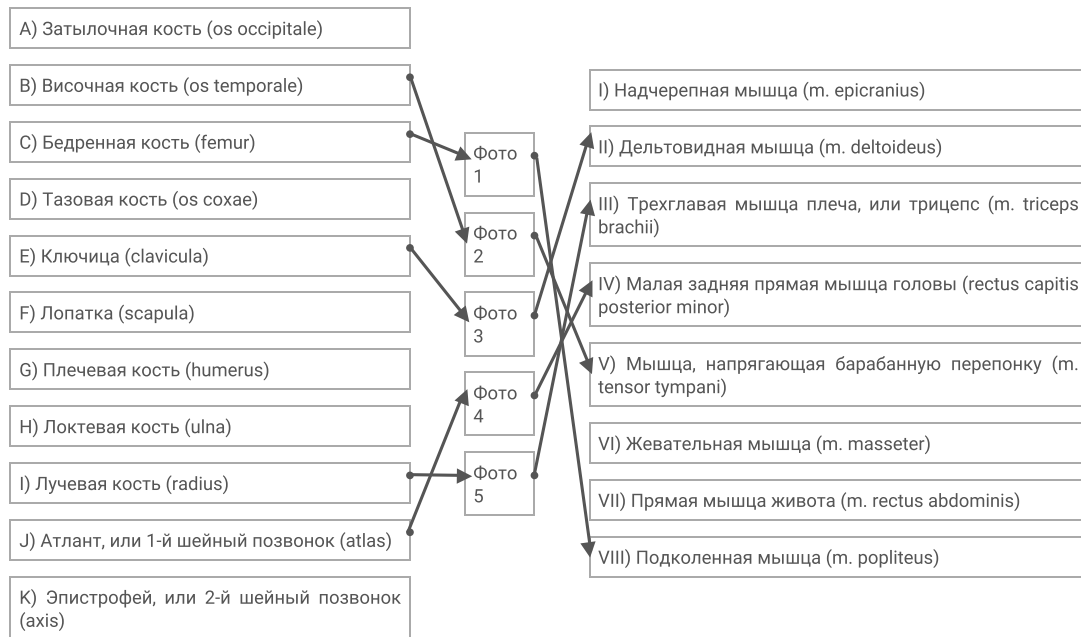 A) Затылочная кость (os occipitale)
B) Височная кость (os temporale)
C) Бедренная кость (femur)
D) Тазовая кость (os coxae)
E) Ключица (clavicula)
F) Лопатка (scapula)
G) Плечевая кость (humerus)
H) Локтевая кость (ulna)
I) Лучевая кость (radius)
J) Атлант, или 1-й шейный позвонок (atlas)
K) Эпистрофей, или 2-й шейный позвонок
(axis)
Фото
1
Фото
2
Фото
3
Фото
4
Фото
5
I) Надчерепная мышца (m. epicranius)
II) Дельтовидная мышца (m. deltoideus)
III) Трехглавая мышца плеча, или трицепс (m. triceps
brachii)
IV) Малая задняя прямая мышца головы (rectus capitis
posterior minor)
V) Мышца, напрягающая барабанную перепонку (m.
tensor tympani)
VI) Жевательная мышца (m. masseter)
VII) Прямая мышца живота (m. rectus abdominis)
VIII) Подколенная мышца (m. popliteus)